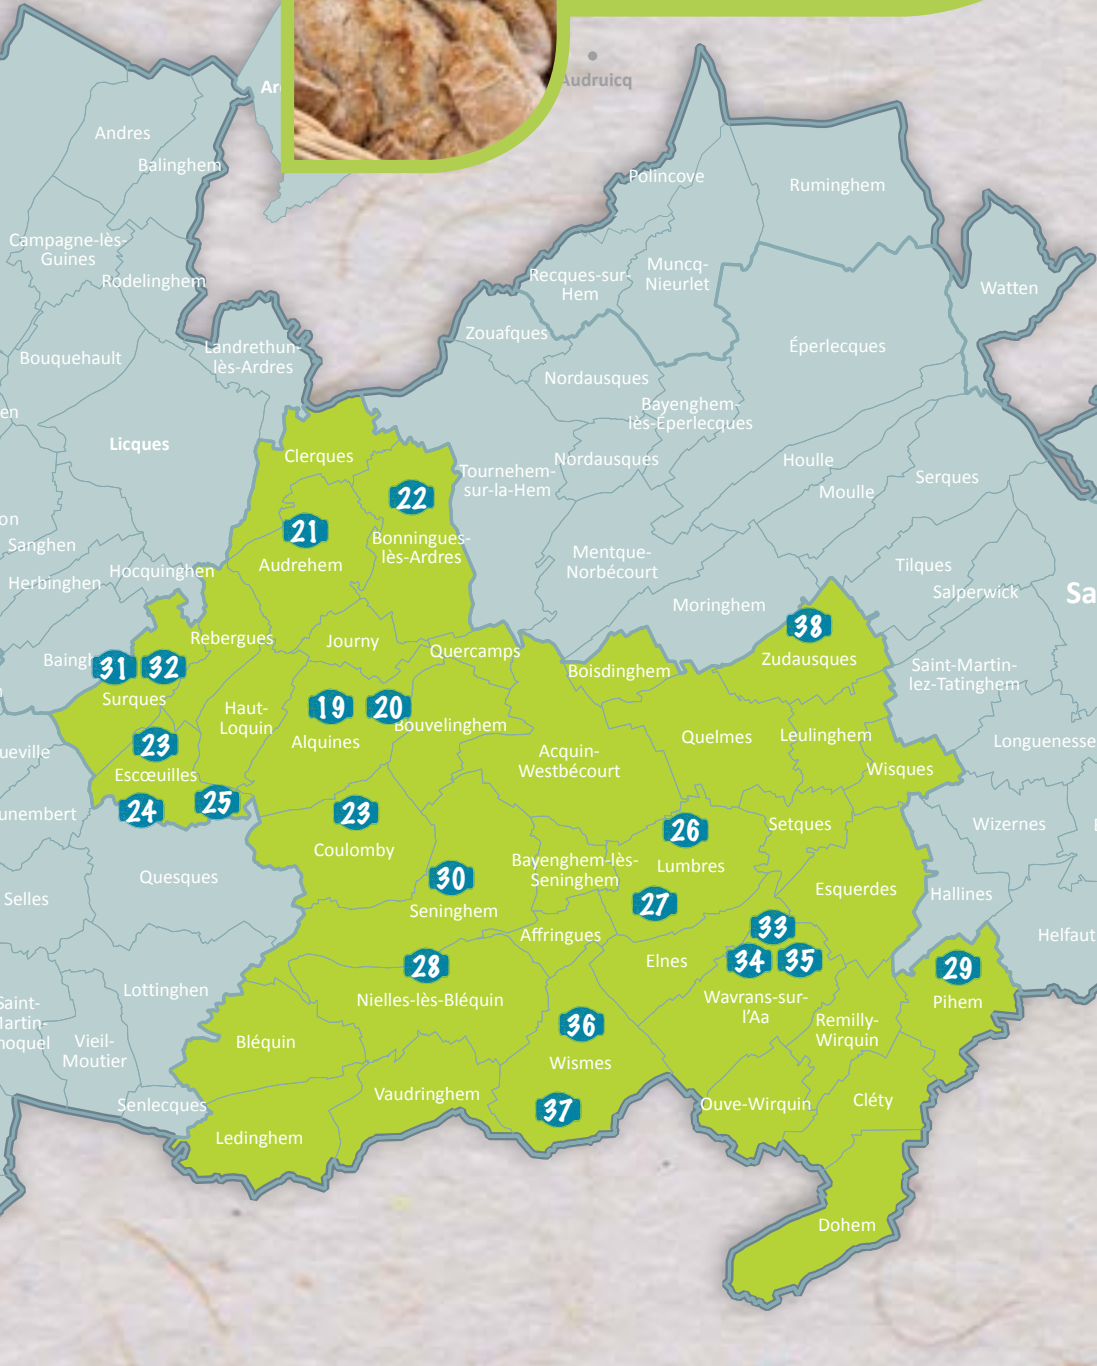 Audruicq
Andres
Balinghem
Polincove
Ruminghem
Campagne-lès-
Guines
Rodelinghem
Recques-sur-
Hem
Muncq-
Nieurlet
Watten
Zouafques
Landrethun-
lès-Ardres
Bouquehault
Éperlecques
Nordausques
Bayenghem-
lès-Éperlecques
Licques
Clerques
Tournehem-
sur-la-Hem
Nordausques
Houlle
Moulle
Serques
22
21
Bonningues-
lès-Ardres
Audrehem
Sanghen
Herbinghen
Hocquinghen
Mentque-
Norbécourt
Tilques
Salperwick
Moringhem
38
Zudausques
Rebergues
Journy
Quercamps
31
32
Surques
Boisdinghem
Saint-Martin-
lez-Tatinghem
Haut-
Loquin
19
20
Alquines
Bouvelinghem
23
Escœuilles
24
25
Acquin-
Westbécourt
Quelmes
Leulinghem
Wisques
Longuenesse
23
Coulomby
26
Lumbres
Setques
Wizernes
Quesques
30
Seninghem
Bayenghem-lès-
Seninghem
27
Esquerdes
Hallines
Selles
Affringues
33
34
35
Wavrans-sur-
l’Aa
Elnes
Helfaut
28
Nielles-lès-Bléquin
29
Pihem
Lottinghen
Vieil-
Moutier
Bléquin
36
Wismes
Remilly-
Wirquin
Senlecques
Vaudringhem
37
Ouve-Wirquin
Cléty
Ledinghem
Dohem